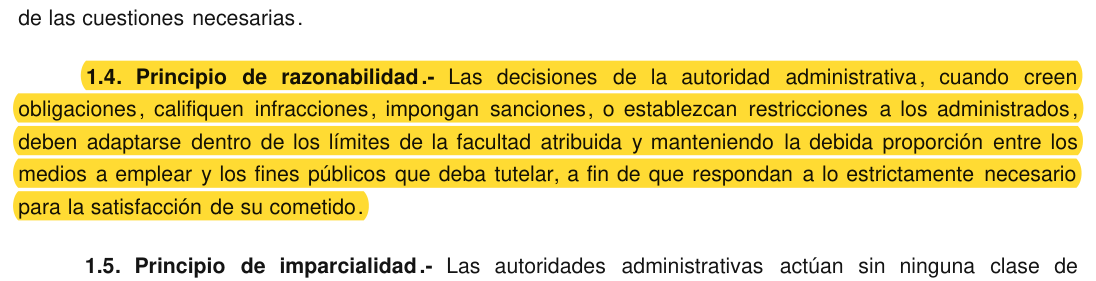 de las cuestiones necesarias.
1.4. Principio de razonabilidad.- Las decisiones de la autoridad administrativa, cuando creen
obligaciones, califiquen infracciones, impongan sanciones, o establezcan restricciones a los administrados,
deben adaptarse dentro de los límites de la facultad atribuida y manteniendo la debida proporción entre los
medios a emplear y los fines públicos que deba tutelar, a fin de que respondan a lo estrictamente necesario
para la satisfacción de su cometido.
1.5. Principio de imparcialidad.- Las autoridades administrativas actúan sin ninguna clase de